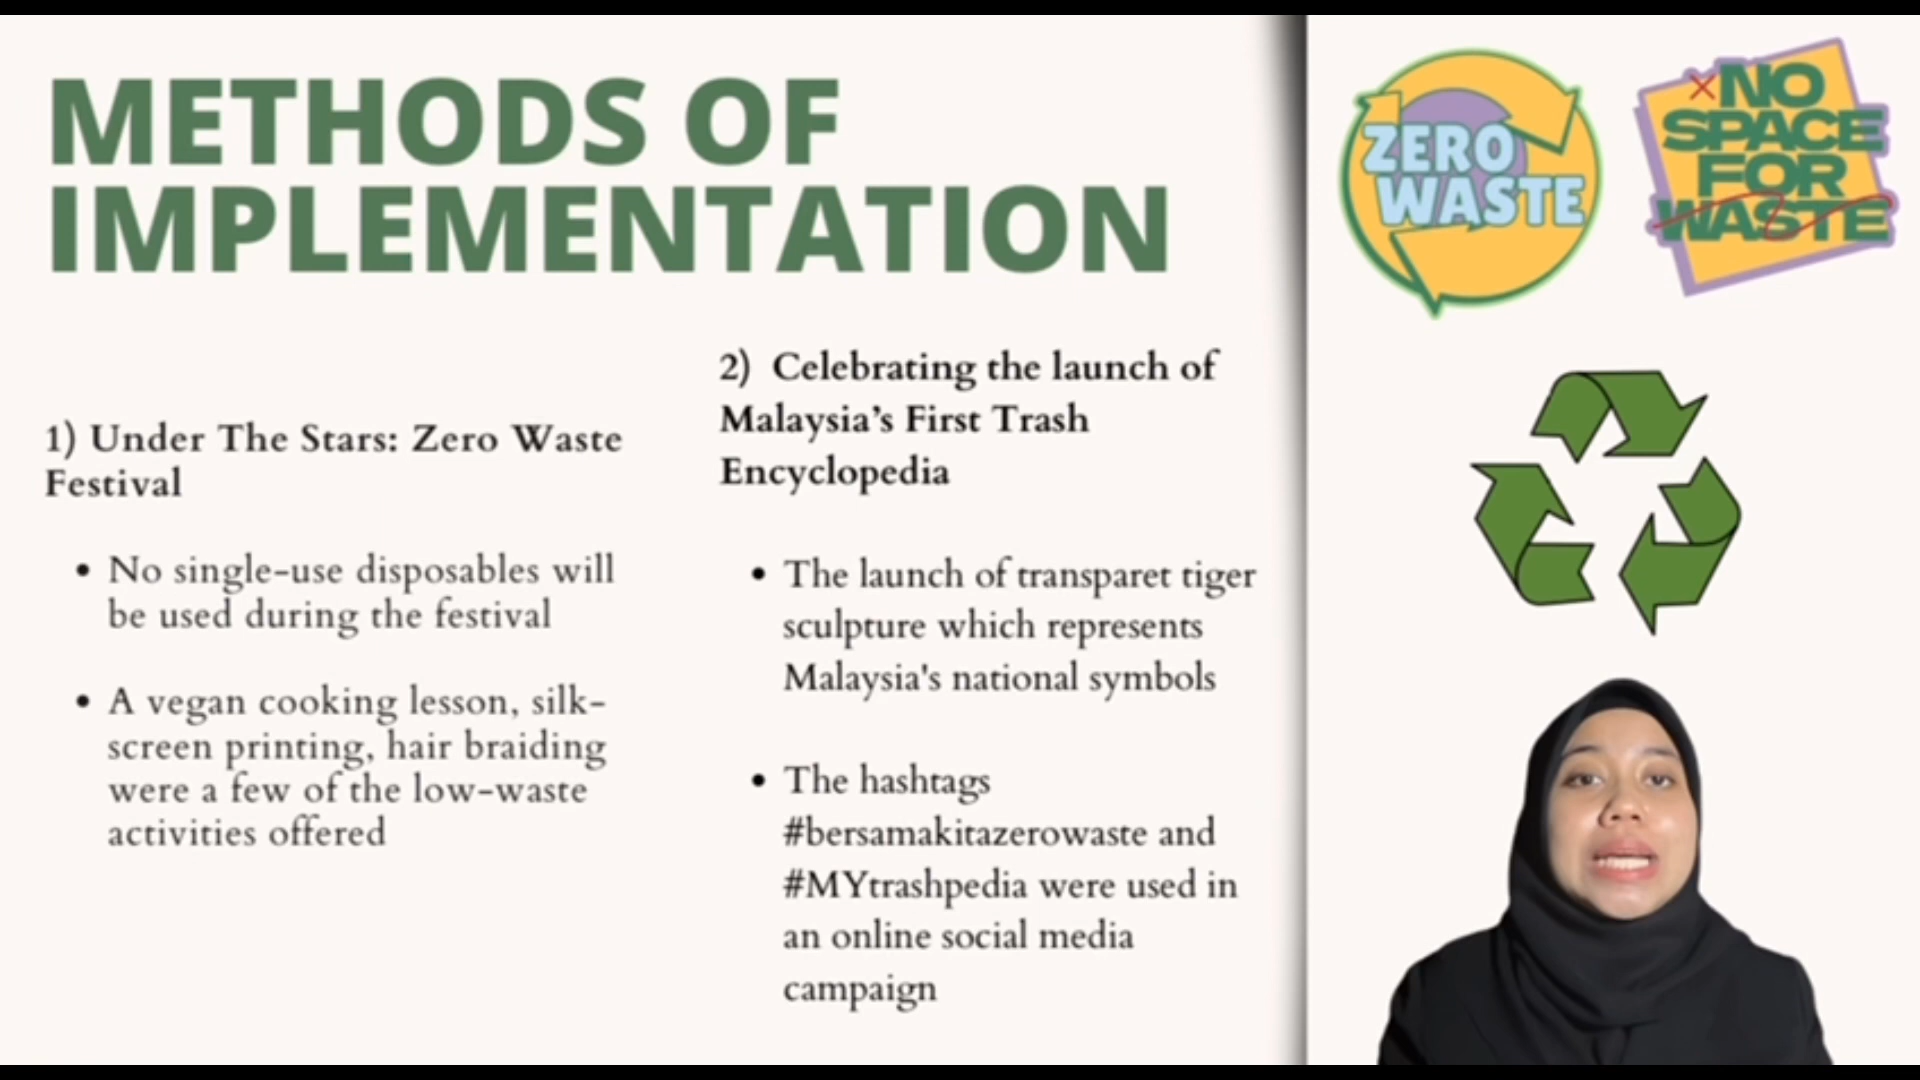 METHODS OF
IMPLEMENTATION
1) Under The Stars: Zero Waste
Festival
• No single-use disposables will
be used during the festival
• A vegan cooking lesson, silk-
screen printing, hair braiding
were a few of the low-waste
activities offered
2) Celebrating the launch of
Malaysia’s First Trash
Encyclopedia
• The launch of transparet tiger
sculpture which represents
Malaysia's national symbols
• The hashtags
#bersamakitazerowaste and
#MYtrashpedia were used in
an online social media
campaign
ZERO
WASTE
NO
SPACE
FOR
WASTE